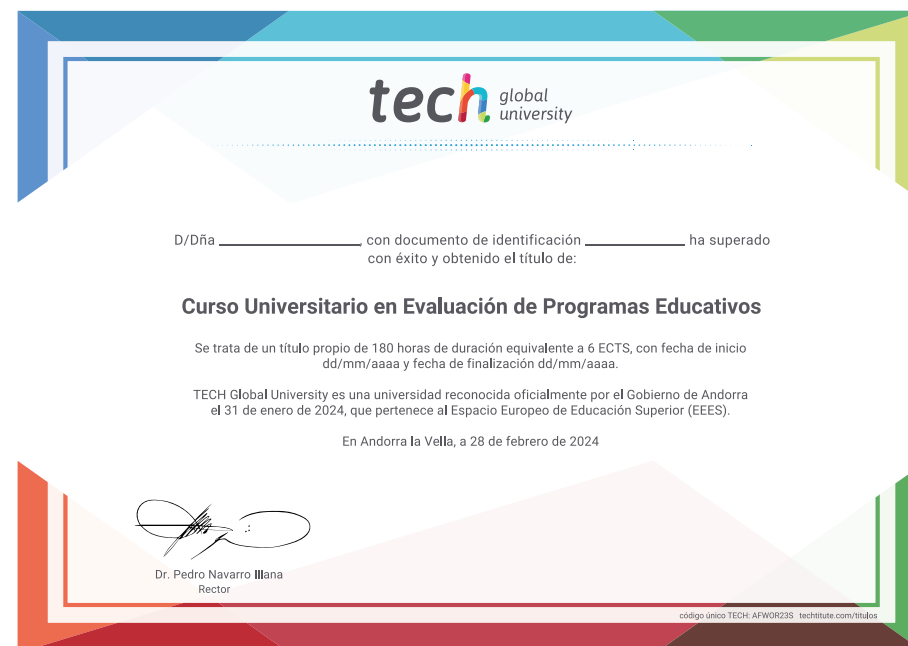 tech global university
D/Dña ____________________, con documento de identificación ______________ ha superado
con éxito y obtenido el título de:
Curso Universitario en Evaluación de Programas Educativos
Se trata de un título propio de 180 horas de duración equivalente a 6 ECTS, con fecha de inicio
dd/mm/aaaa y fecha de finalización dd/mm/aaaa.
TECH Global University es una universidad reconocida oficialmente por el Gobierno de Andorra
el 31 de enero de 2024, que pertenece al Espacio Europeo de Educación Superior (EEES).
En Andorra la Vella, a 28 de febrero de 2024
Dr. Pedro Navarro Illana
Rector
código único TECH: AFWOR23S techtitute.com/titulos